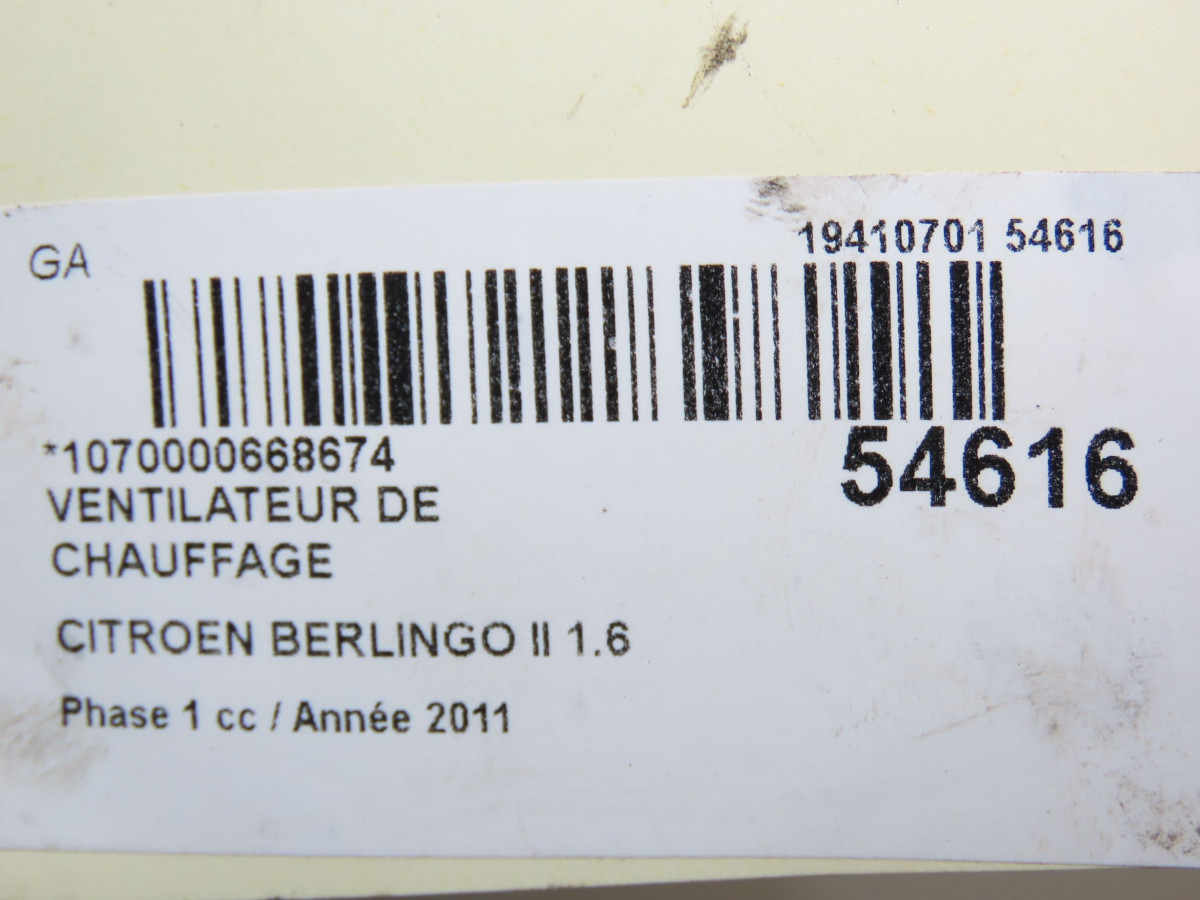 GA
19410701 54616
*1070000668674
54616
VENTILATEUR DE
CHAUFFAGE
CITROEN BERLINGO II 1.6
Phase 1 cc / Année 2011